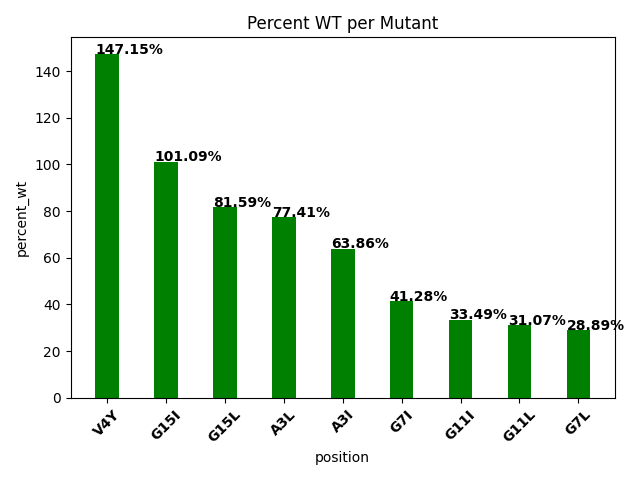 Percent WT per Mutant
percent_wt
140
120
100
80
60
40
20
0
147.15%
101.09%
81.59%
77.41%
63.86%
41.28%
33.49%
31.07%
28.89%
V4Y
G15I
G15L
A3L
A3I
G7I
G11I
G11L
G7L
position